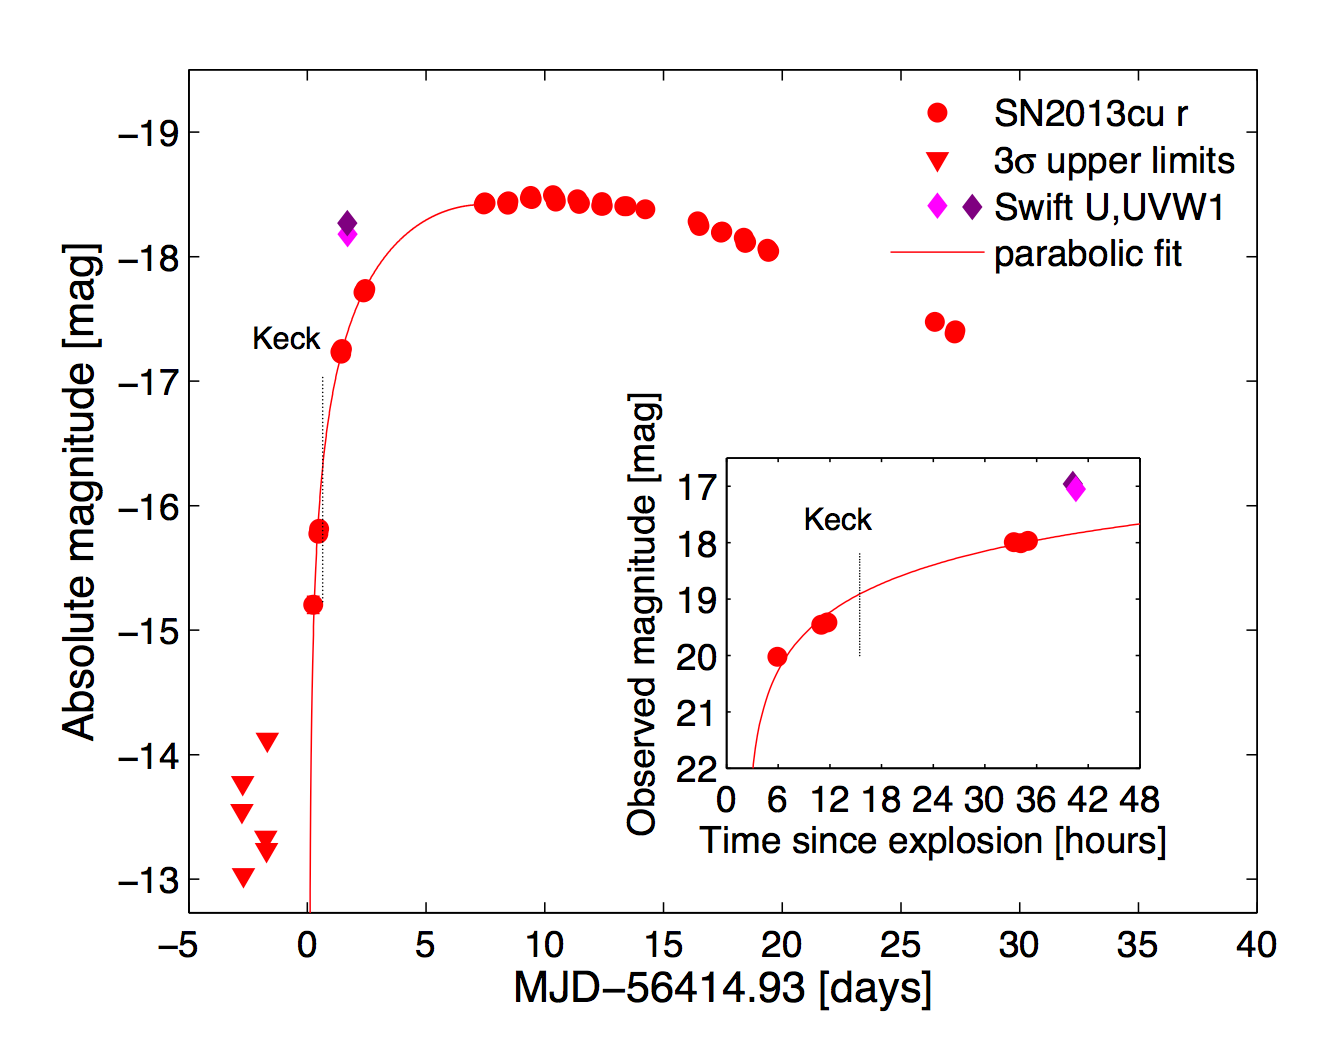 −19
−18
−17
−16
−15
−14
−13
Absolute magnitude [mag]
−5 0 5 10 15 20 25 30 35 40
MJD−56414.93 [days]
SN2013cu r
3σ upper limits
Swift U,UVW1
parabolic fit
Keck
17
18
19
20
21
22
Observed magnitude [mag]
Keck
0 6 12 18 24 30 36 42 48
Time since explosion [hours]